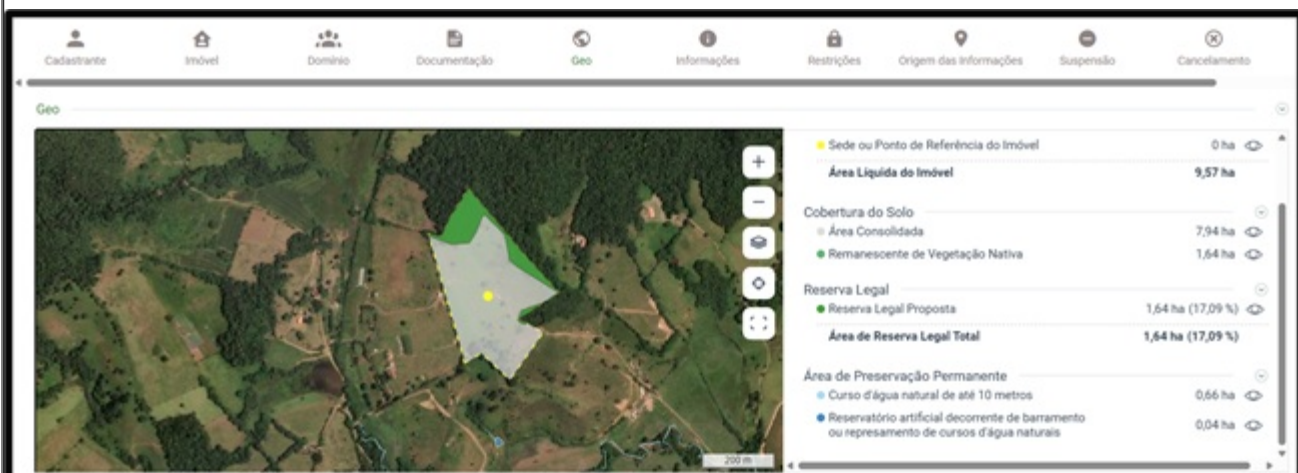 Cadastrante Imóvel Domínio Documentação Geo Informações Restrições Origem das Informações Suspensão Cancelamento
Geo
Sede ou Ponto de Referência do Imóvel 0 ha
Área Líquida do Imóvel 9,57 ha
Cobertura do Solo
Área Consolidada 7,94 ha
Remanescente de Vegetação Nativa 1,64 ha
Reserva Legal
Reserva Legal Proposta 1,64 ha (17,09 %)
Área de Reserva Legal Total 1,64 ha (17,09 %)
Área de Preservação Permanente
Curso d'água natural de até 10 metros 0,66 ha
Reservatório artificial decorrente de barramento
ou represamento de cursos d'água naturais 0,04 ha
200 m